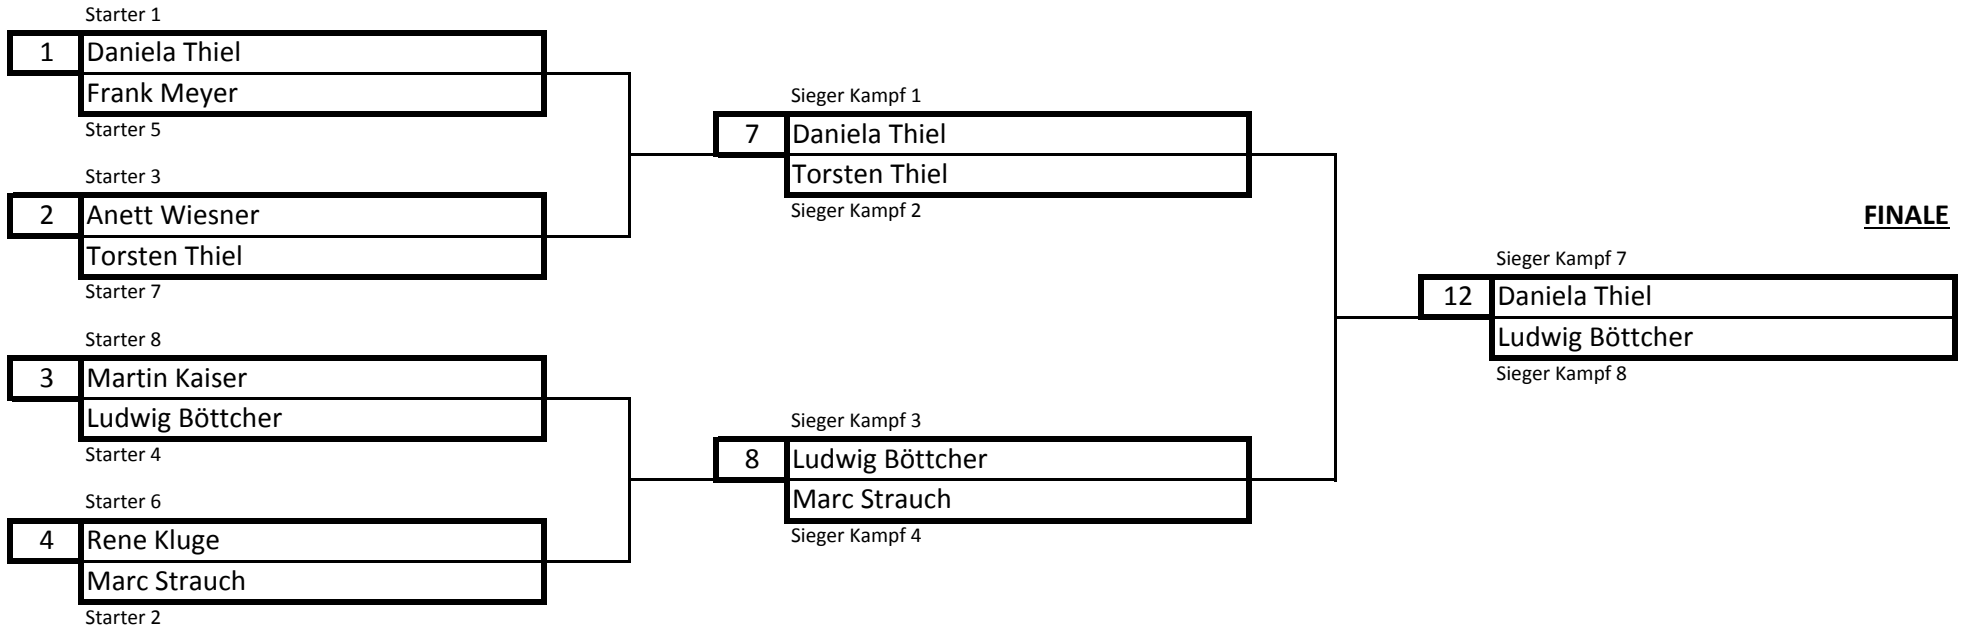 Starter 1
1 Daniela Thiel
Frank Meyer
Starter 5
Starter 3
2 Anett Wiesner
Torsten Thiel
Starter 7
Starter 8
3 Martin Kaiser
Ludwig Böttcher
Starter 4
Starter 6
4 Rene Kluge
Marc Strauch
Starter 2
Sieger Kampf 1
7 Daniela Thiel
Torsten Thiel
Sieger Kampf 2
Sieger Kampf 3
8 Ludwig Böttcher
Marc Strauch
Sieger Kampf 4
FINALE
Sieger Kampf 7
12 Daniela Thiel
Ludwig Böttcher
Sieger Kampf 8